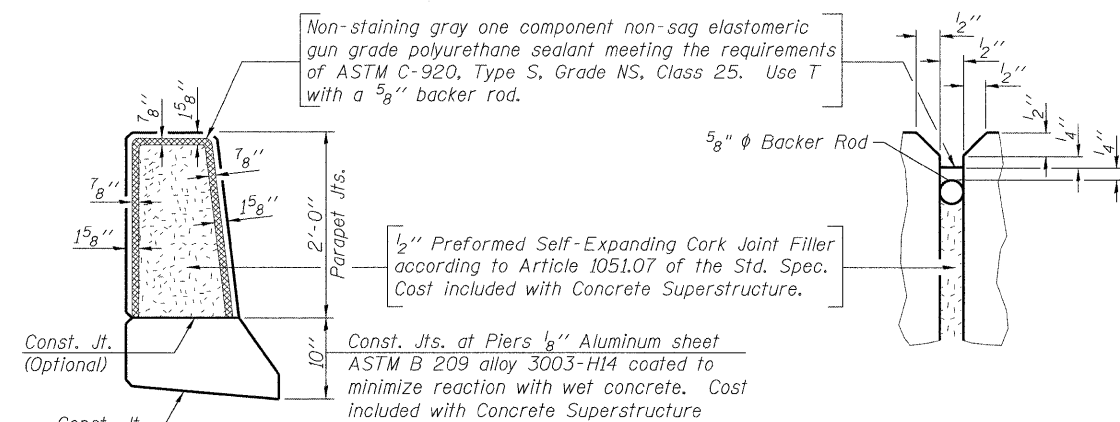 Non-staining gray one component non-sag elastomeric
gun grade polyurethane sealant meeting the requirements
of ASTM C-920, Type S, Grade NS, Class 25.  Use T
with a 5/8" backer rod.
1/2"
1/2"
1/2"
1/2"
1/4"
1/4"
5/8" φ Backer Rod
7/8"
1 5/8"
7/8"
1 5/8"
7/8"
1 5/8"
2'-0"
Parapet Jts.
1/2" Preformed Self-Expanding Cork Joint Filler
according to Article 1051.07 of the Std. Spec.
Cost included with Concrete Superstructure.
Const. Jt.
(Optional)
10"
Const. Jts. at Piers 1/8" Aluminum sheet
ASTM B 209 alloy 3003-H14 coated to
minimize reaction with wet concrete.  Cost
included with Concrete Superstructure
Const. Jt.